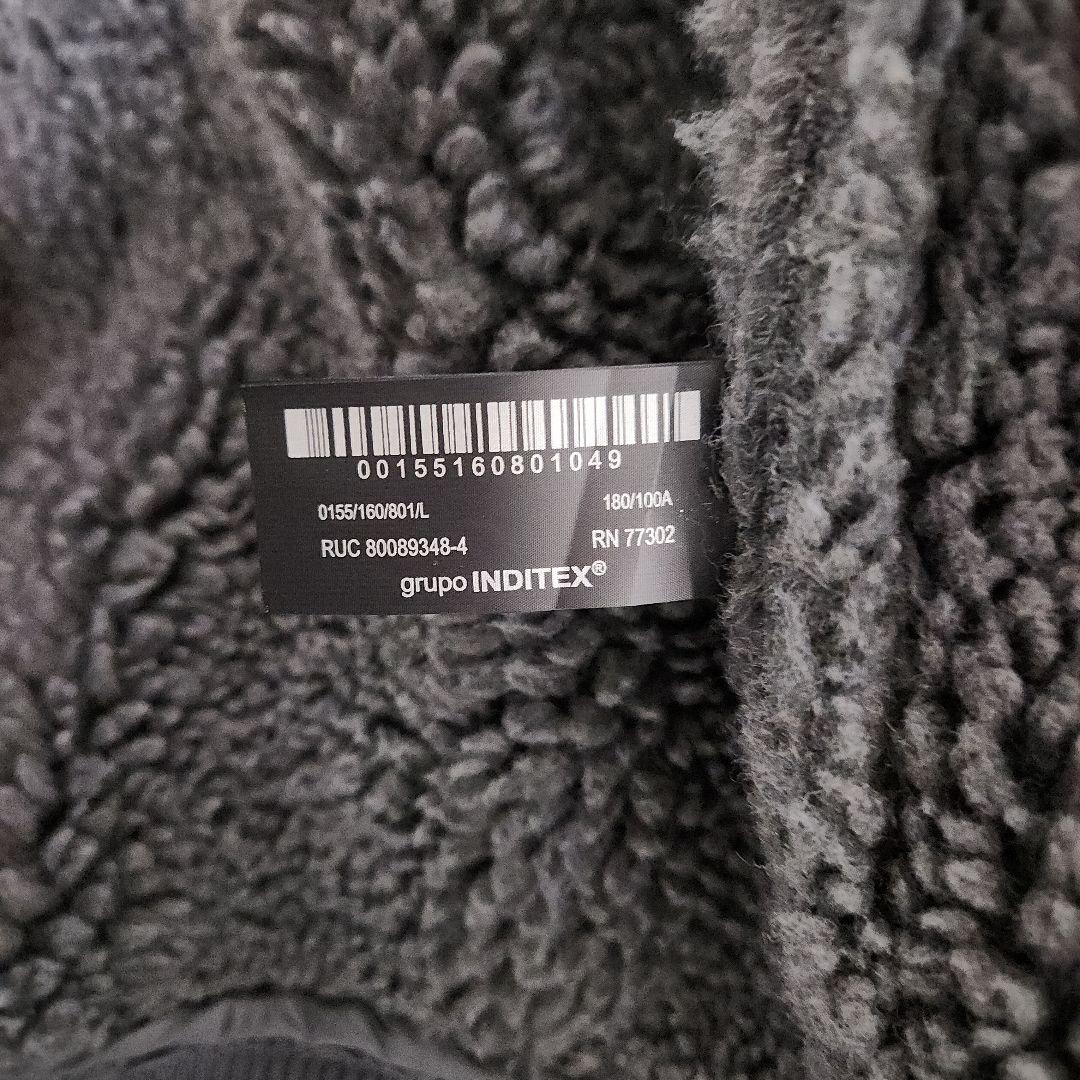 00155160801049
0155/160/801/L 180/100A
RUC 80089348-4 RN 77302
grupo INDITEX®